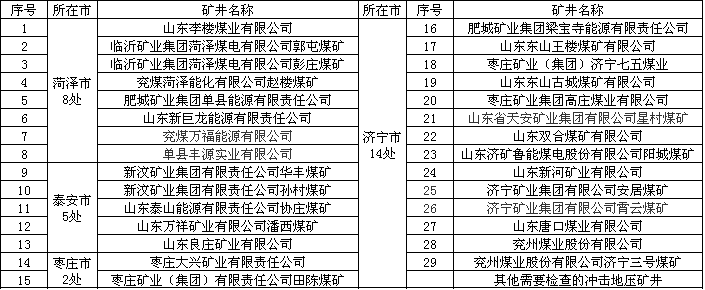 序号 所在市 矿井名称 所在市 序号 矿井名称
1 山东李楼煤业有限公司 16 肥城矿业集团梁宝寺能源有限责任公司
2 临沂矿业集团菏泽煤电有限公司郭屯煤矿 17 山东东山王楼煤矿有限公司
3 临沂矿业集团菏泽煤电有限公司彭庄煤矿 18 枣庄矿业（集团）济宁七五煤业
4 菏泽市 兖煤菏泽能化有限公司赵楼煤矿 19 山东东山古城煤矿有限公司
5 8处 肥城矿业集团单县能源有限责任公司 20 枣庄矿业集团高庄煤业有限公司
6 山东新巨龙能源有限责任公司 21 山东省天安矿业集团有限公司星村煤矿
7 兖煤万福能源有限公司 济宁市 22 山东双合煤矿有限公司
8 单县丰源实业有限公司 14处 23 山东济矿鲁能煤电股份有限公司阳城煤矿
9 新汶矿业集团有限责任公司华丰煤矿 24 山东新河矿业有限公司
10 泰安市 新汶矿业集团有限责任公司孙村煤矿 25 济宁矿业集团有限公司安居煤矿
11 5处 山东泰山能源有限责任公司协庄煤矿 26 济宁矿业集团有限公司霄云煤矿
12 山东万祥矿业有限公司潘西煤矿 27 山东唐口煤业有限公司
13 山东良庄矿业有限公司 28 兖州煤业股份有限公司
14 枣庄市 枣庄大兴矿业有限责任公司 29 兖州煤业股份有限公司济宁三号煤矿
15 2处 枣庄矿业（集团）有限责任公司田陈煤矿 其他需要检查的冲击地压矿井